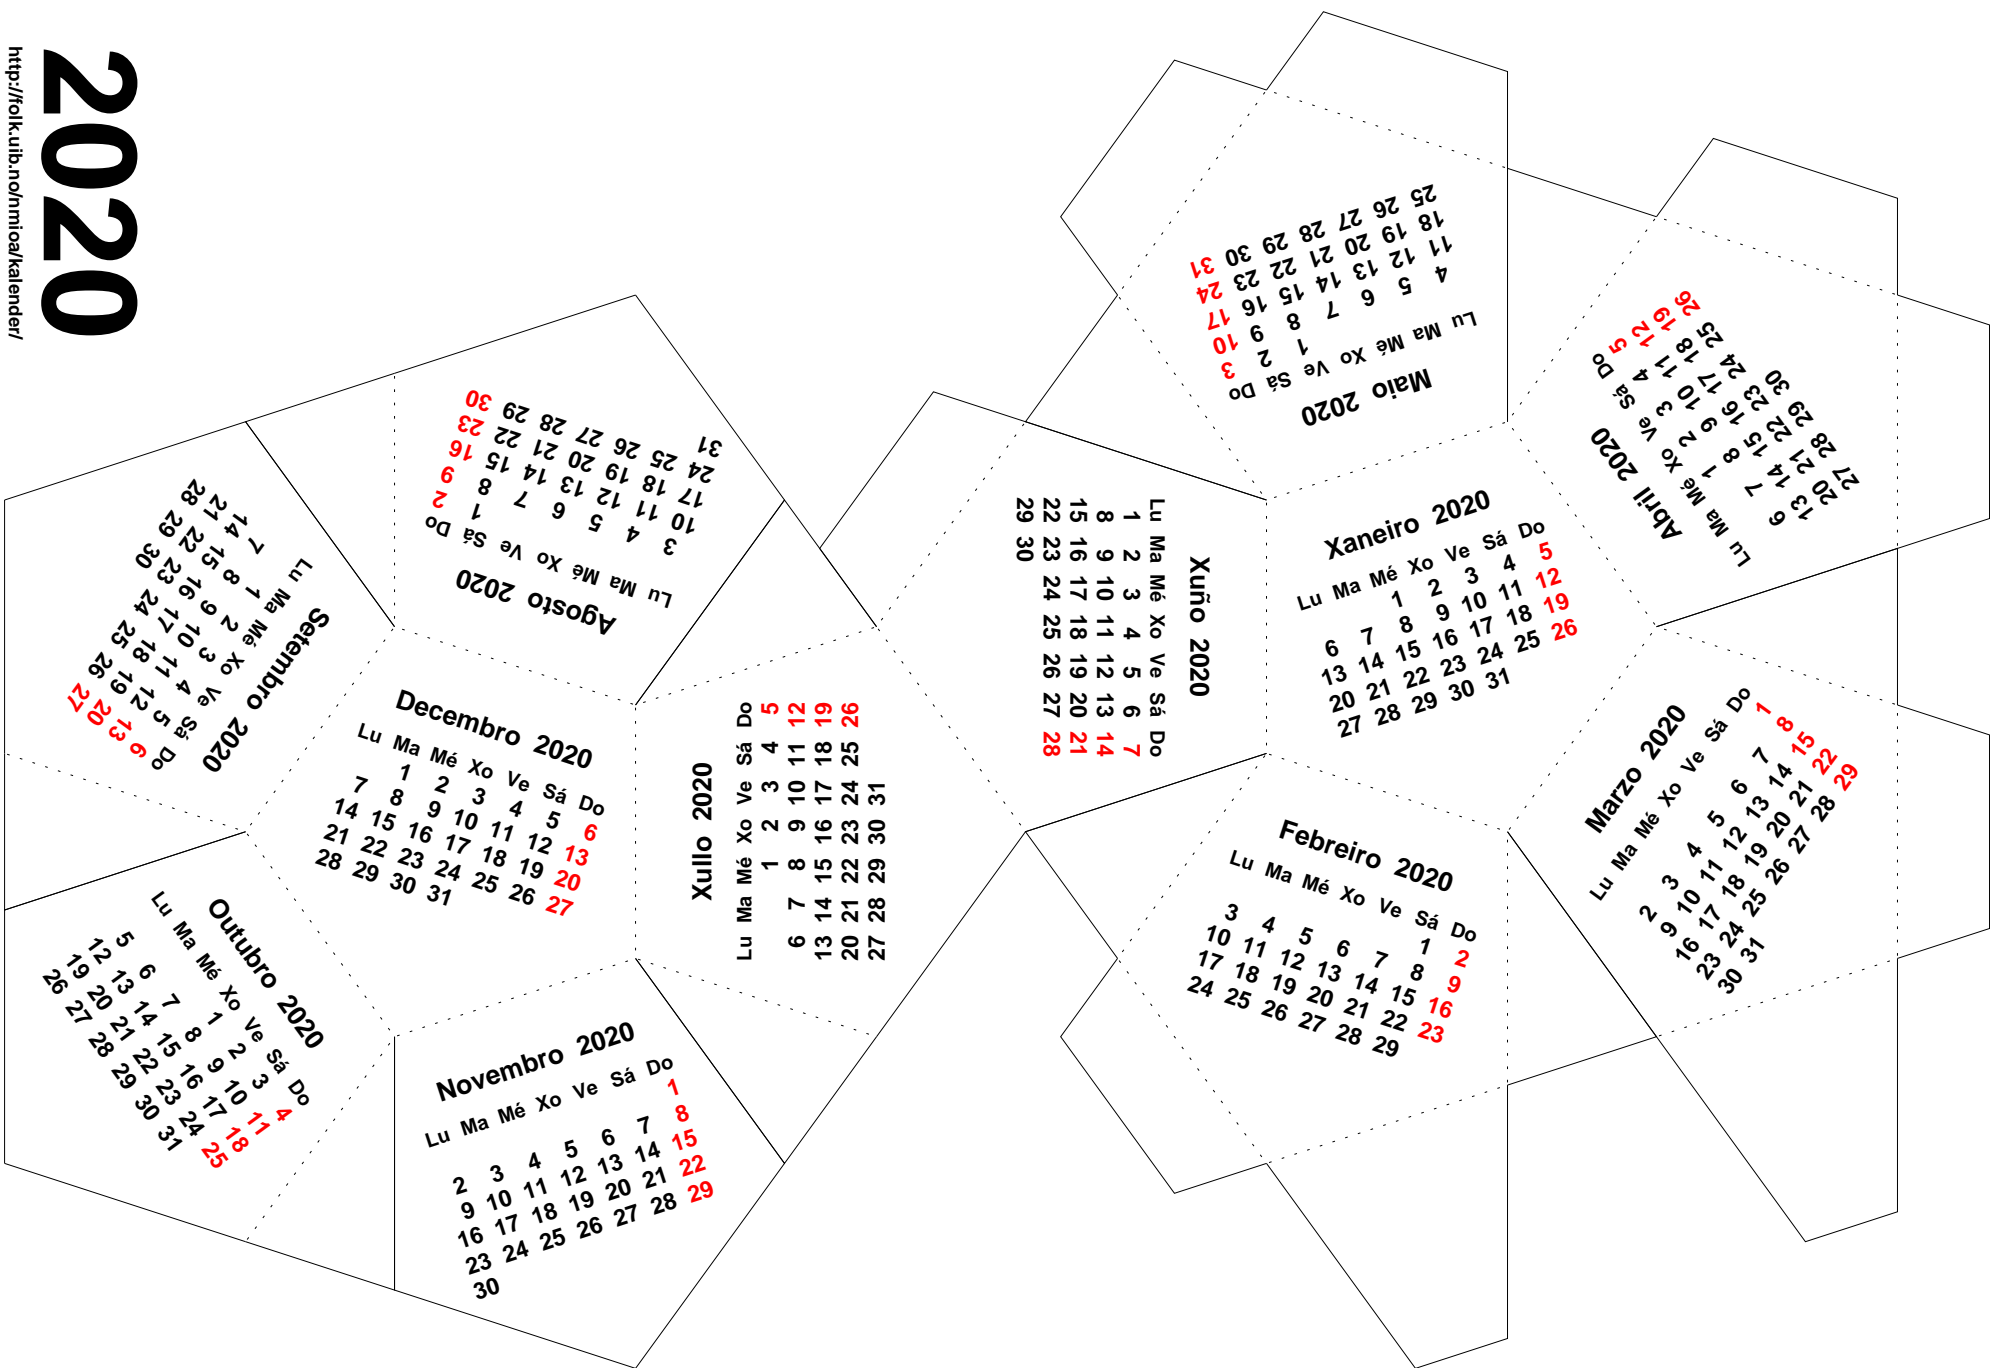 2020
http://folk.uib.no/nmioa/kalender/
Xaneiro 2020
Lu Ma Mé Xo Ve Sá Do
1 2 3 4 5
6 7 8 9 10 11 12
13 14 15 16 17 18 19
20 21 22 23 24 25 26
27 28 29 30 31
Febreiro 2020
Lu Ma Mé Xo Ve Sá Do
1 2
3 4 5 6 7 8 9
10 11 12 13 14 15 16
17 18 19 20 21 22 23
24 25 26 27 28 29
Marzo 2020
Lu Ma Mé Xo Ve Sá Do
1
2 3 4 5 6 7 8
9 10 11 12 13 14 15
16 17 18 19 20 21 22
23 24 25 26 27 28 29
30 31
Abril 2020
Lu Ma Mé Xo Ve Sá Do
1 2 3 4 5
6 7 8 9 10 11 12
13 14 15 16 17 18 19
20 21 22 23 24 25 26
27 28 29 30
Maio 2020
Lu Ma Mé Xo Ve Sá Do
1 2 3
4 5 6 7 8 9 10
11 12 13 14 15 16 17
18 19 20 21 22 23 24
25 26 27 28 29 30 31
Xuño 2020
Lu Ma Mé Xo Ve Sá Do
1 2 3 4 5 6 7
8 9 10 11 12 13 14
15 16 17 18 19 20 21
22 23 24 25 26 27 28
29 30
Xullo 2020
Lu Ma Mé Xo Ve Sá Do
1 2 3 4 5
6 7 8 9 10 11 12
13 14 15 16 17 18 19
20 21 22 23 24 25 26
27 28 29 30 31
Agosto 2020
Lu Ma Mé Xo Ve Sá Do
1 2
3 4 5 6 7 8 9
10 11 12 13 14 15 16
17 18 19 20 21 22 23
24 25 26 27 28 29 30
31
Setembro 2020
Lu Ma Mé Xo Ve Sá Do
1 2 3 4 5 6
7 8 9 10 11 12 13
14 15 16 17 18 19 20
21 22 23 24 25 26 27
28 29 30
Outubro 2020
Lu Ma Mé Xo Ve Sá Do
1 2 3 4
5 6 7 8 9 10 11
12 13 14 15 16 17 18
19 20 21 22 23 24 25
26 27 28 29 30 31
Novembro 2020
Lu Ma Mé Xo Ve Sá Do
1
2 3 4 5 6 7 8
9 10 11 12 13 14 15
16 17 18 19 20 21 22
23 24 25 26 27 28 29
30
Decembro 2020
Lu Ma Mé Xo Ve Sá Do
1 2 3 4 5 6
7 8 9 10 11 12 13
14 15 16 17 18 19 20
21 22 23 24 25 26 27
28 29 30 31